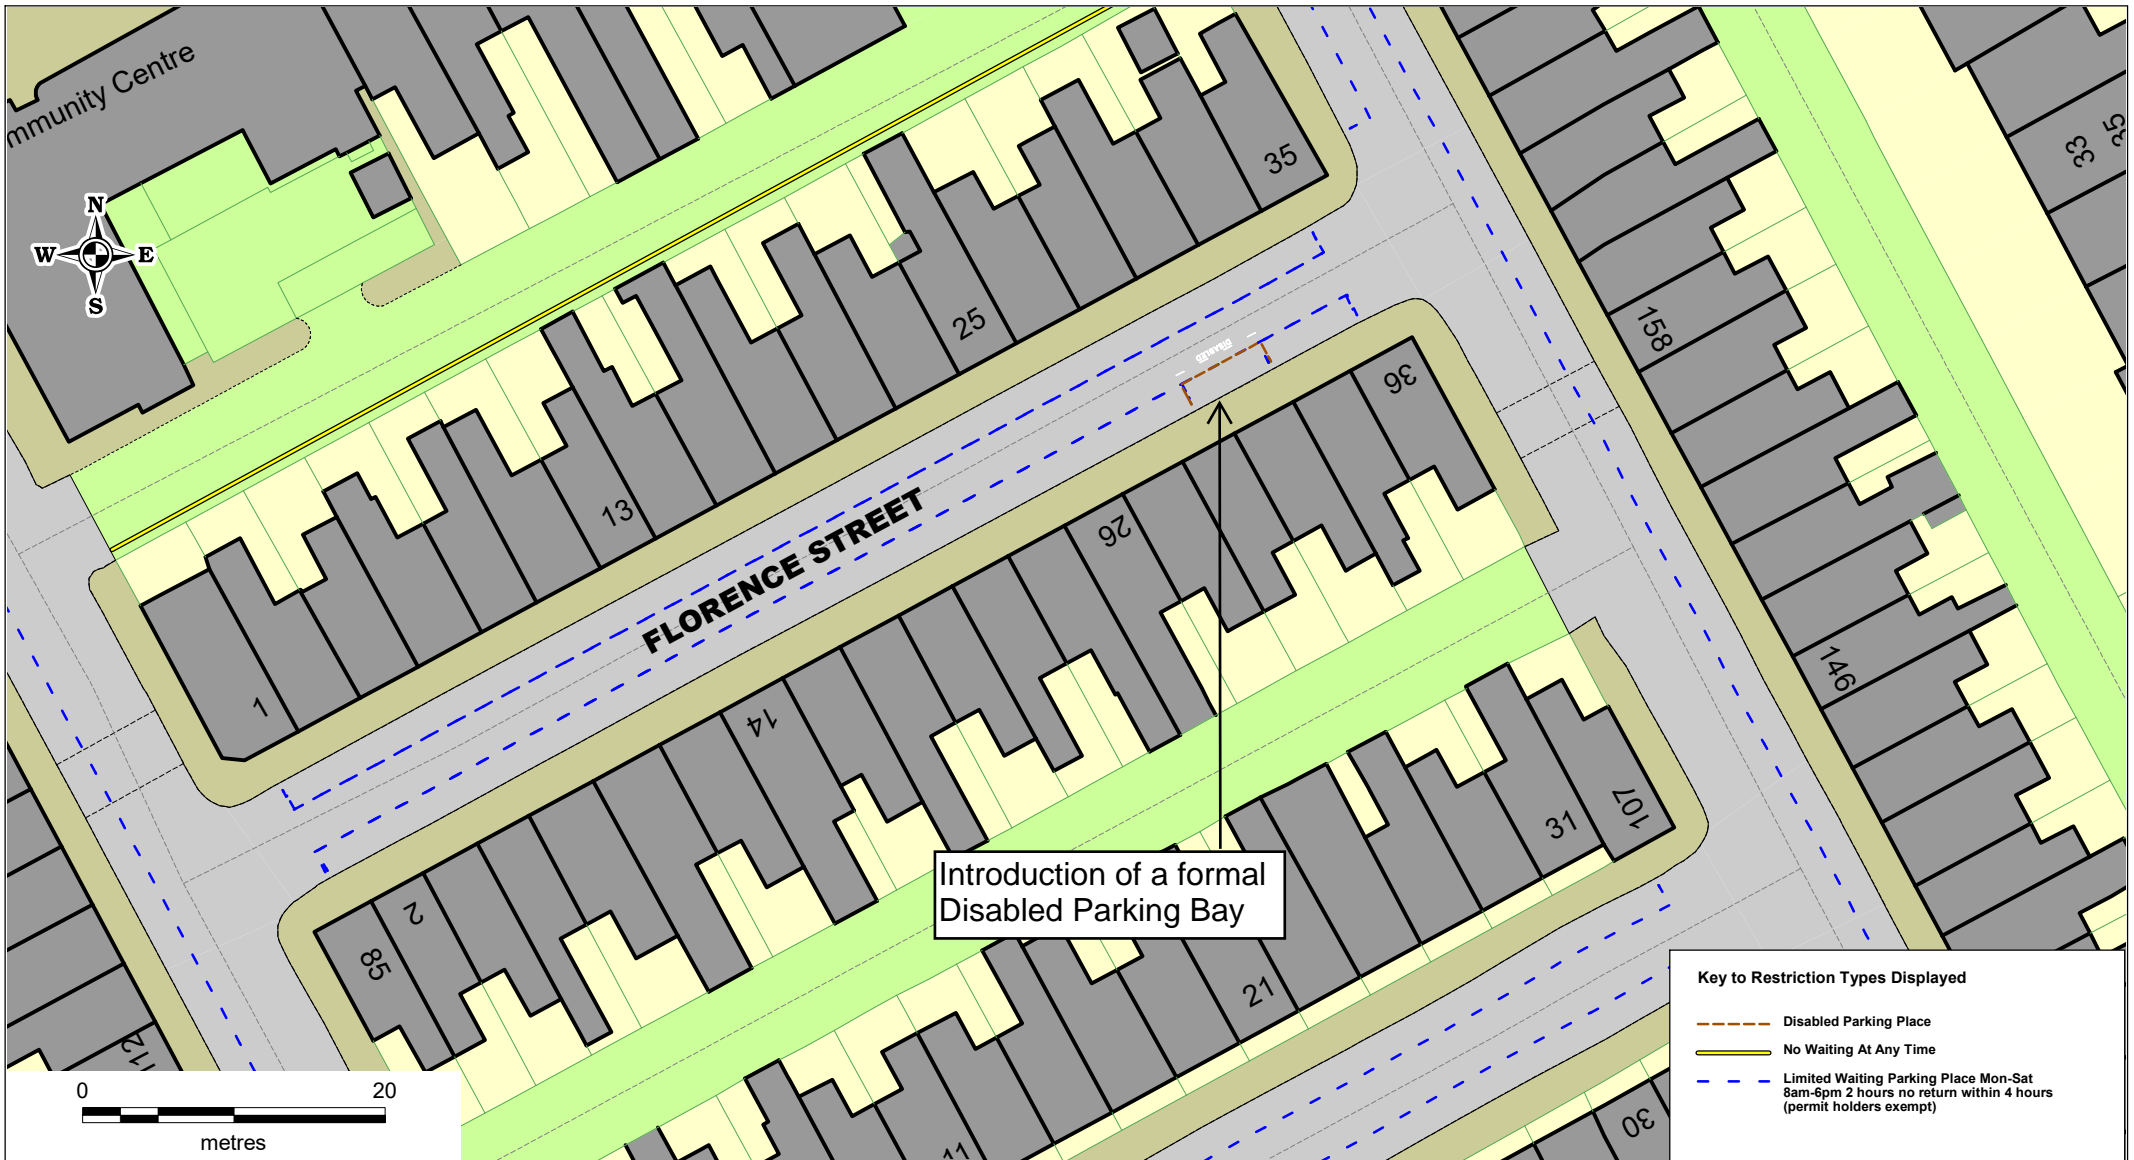 mmunity Centre
N
W
E
S
35
33
35
25
158
36
13
FLORENCE STREET
26
146
1
14
107
31
Introduction of a formal
Disabled Parking Bay
2
85
21
112
11
30
DISABLED
Key to Restriction Types Displayed
Disabled Parking Place
No Waiting At Any Time
Limited Waiting Parking Place Mon-Sat
8am-6pm 2 hours no return within 4 hours
(permit holders exempt)
0
20
metres